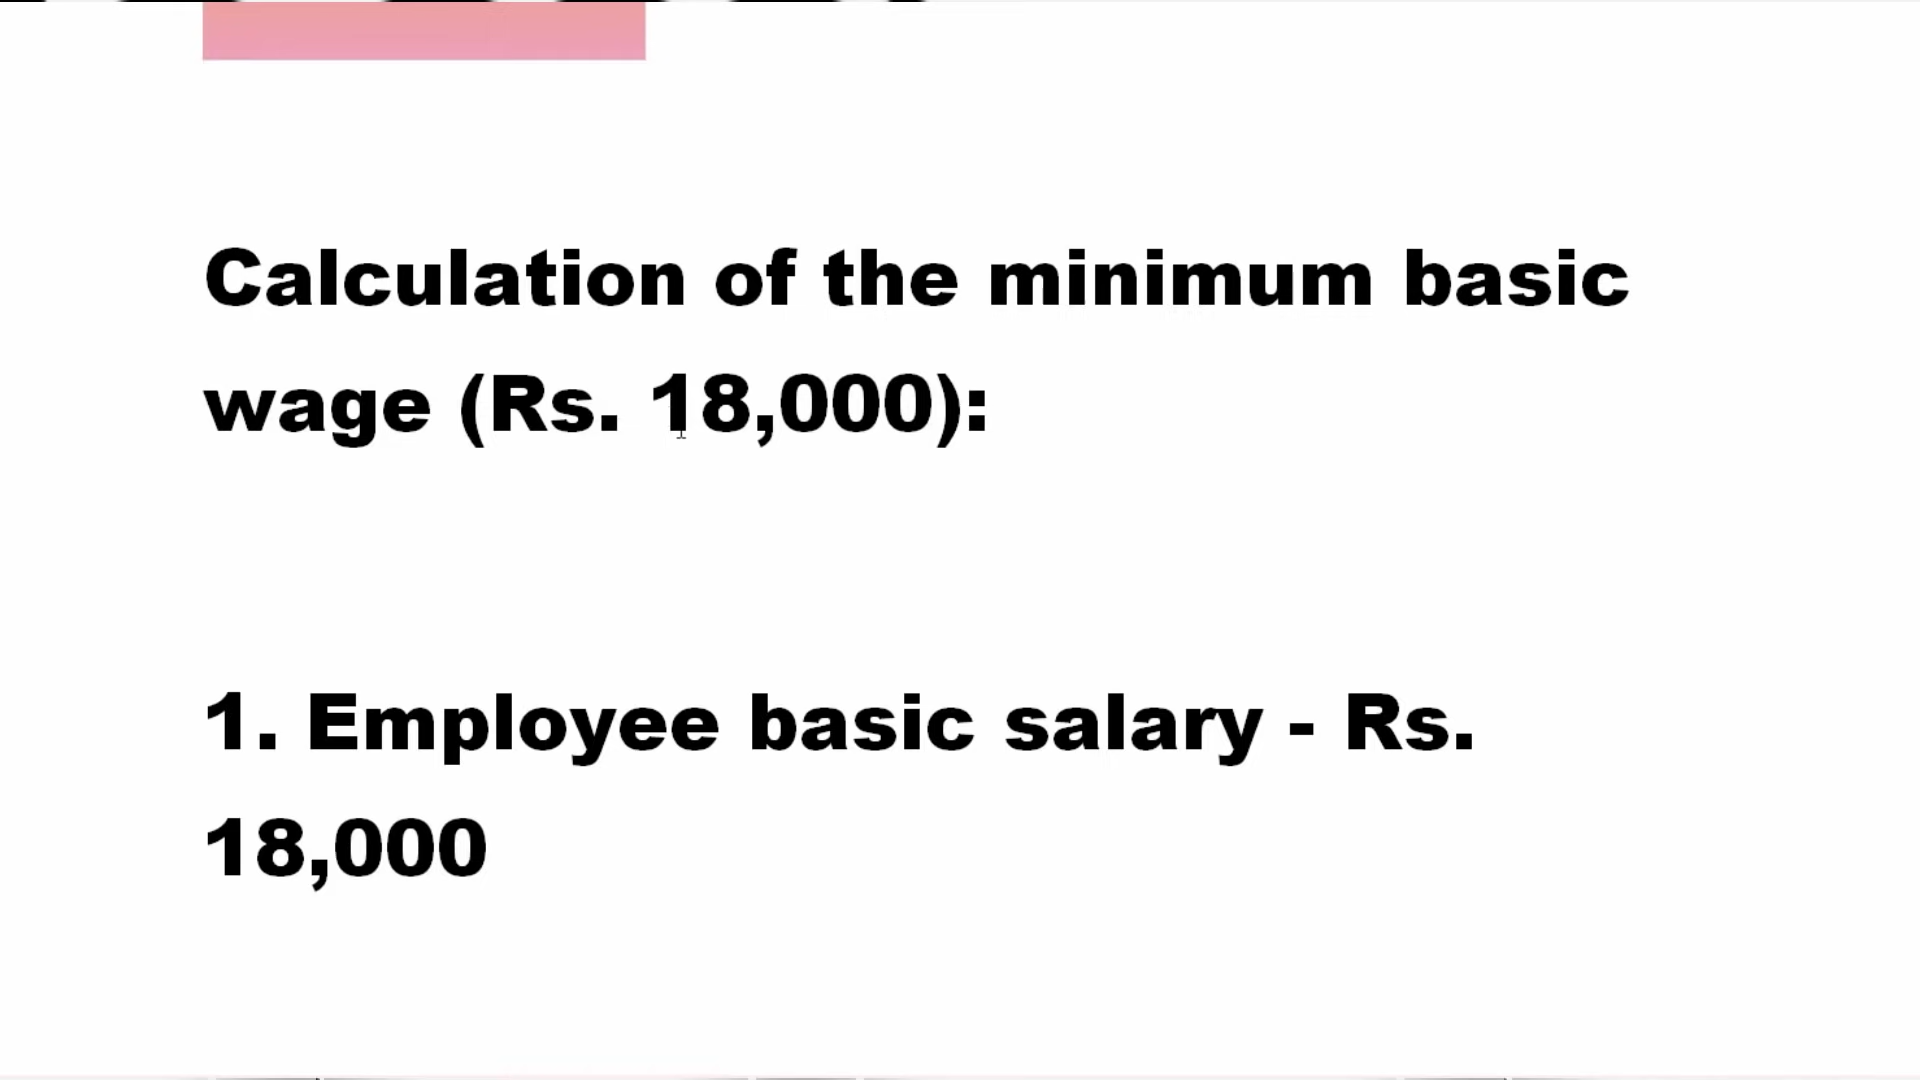 Calculation of the minimum basic
wage (Rs. 18,000):
1. Employee basic salary - Rs.
18,000